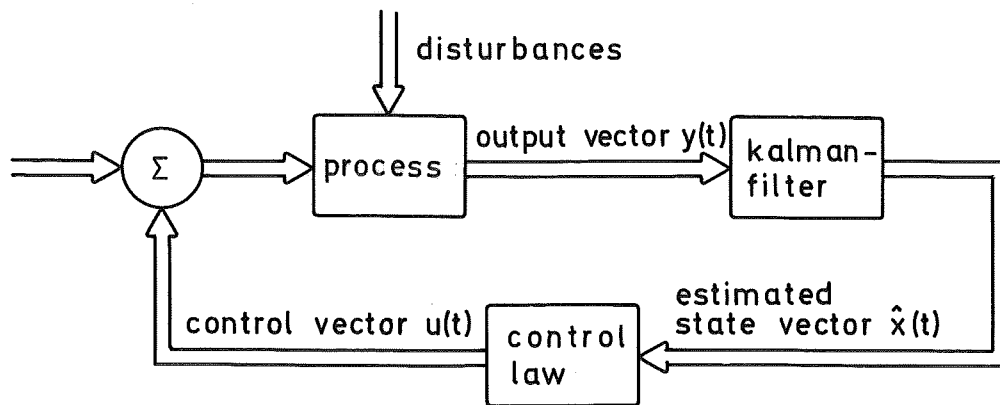 disturbances
Σ
process
output vector y(t)
kalman-
filter
estimated
state vector x̂(t)
control vector u(t)
control
law